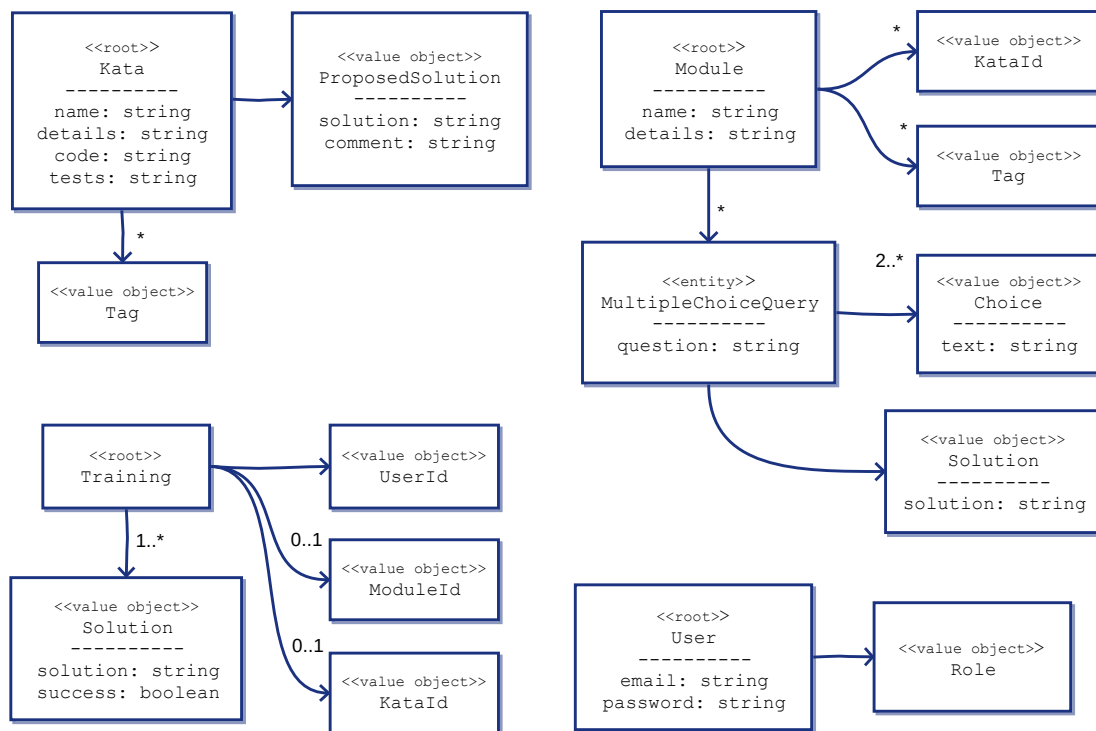 <<root>>
Kata
----------
name: string
details: string
code: string
tests: string
<<value object>>
ProposedSolution
----------
solution: string
comment: string
*
<<value object>>
Tag
<<root>>
Module
----------
name: string
details: string
*
<<value object>>
KataId
*
<<value object>>
Tag
*
<<entity>>
MultipleChoiceQuery
----------
question: string
2..*
<<value object>>
Choice
----------
text: string
<<value object>>
Solution
----------
solution: string
<<root>>
Training
<<value object>>
UserId
1..*
0..1
<<value object>>
ModuleId
<<value object>>
Solution
----------
solution: string
success: boolean
0..1
<<value object>>
KataId
<<root>>
User
----------
email: string
password: string
<<value object>>
Role